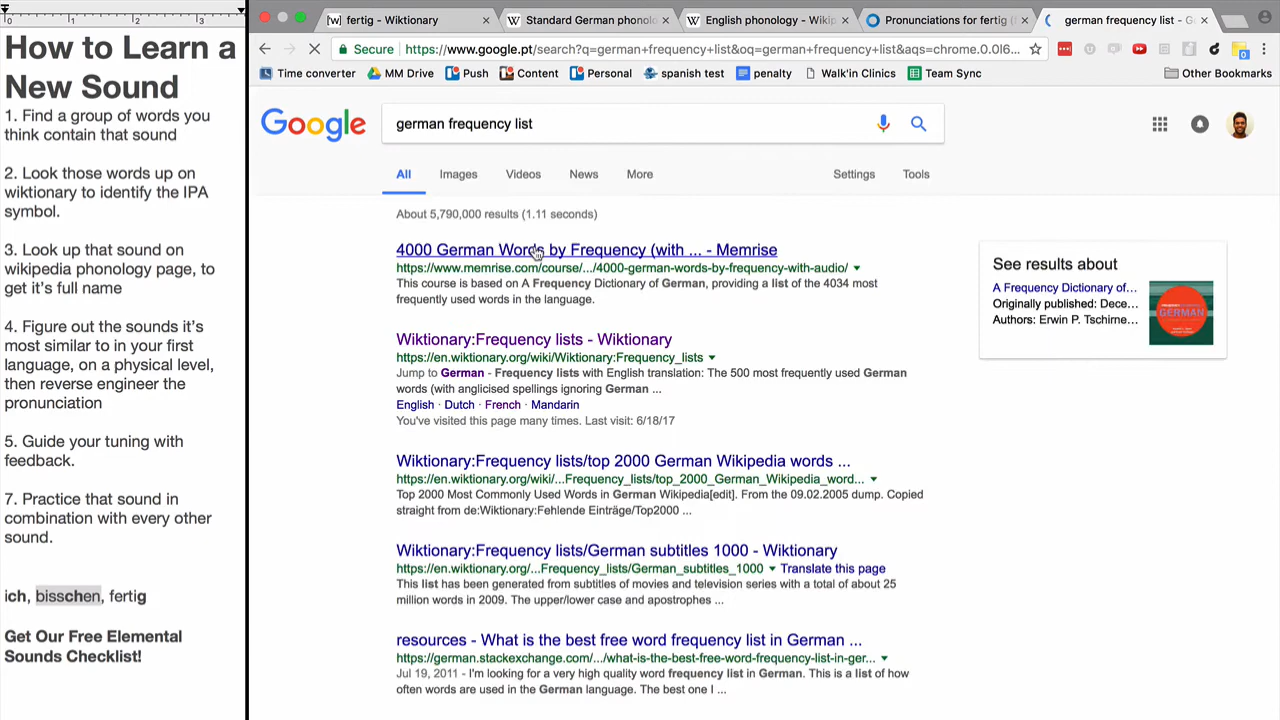 How to Learn a
New Sound
1. Find a group of words you
think contain that sound
2. Look those words up on
wiktionary to identify the IPA
symbol.
3. Look up that sound on
wikipedia phonology page, to
get it's full name
4. Figure out the sounds it's
most similar to in your first
language, on a physical level,
then reverse engineer the
pronunciation
5. Guide your tuning with
feedback.
7. Practice that sound in
combination with every other
sound.
ich, bisschen, fertig
Get Our Free Elemental
Sounds Checklist!
1 2 3
fertig - Wiktionary
Standard German phonol
English phonology - Wikip
Pronunciations for fertig (
german frequency list - G
Secure https://www.google.pt/search?q=german+frequency+list&oq=german+frequency+list&aqs=chrome.0.0l6...
Time converter MM Drive Push Content Personal spanish test penalty Walk'in Clinics Team Sync Other Bookmarks
Google
german frequency list
All Images Videos News More Settings Tools
About 5,790,000 results (1.11 seconds)
4000 German Words by Frequency (with ... - Memrise
https://www.memrise.com/course/.../4000-german-words-by-frequency-with-audio/
This course is based on A Frequency Dictionary of German, providing a list of the 4034 most
frequently used words in the language.
Wiktionary:Frequency lists - Wiktionary
https://en.wiktionary.org/wiki/Wiktionary:Frequency_lists
Jump to German - Frequency lists with English translation: The 500 most frequently used German
words (with anglicised spellings ignoring German ...
English · Dutch · French · Mandarin
You've visited this page many times. Last visit: 6/18/17
Wiktionary:Frequency lists/top 2000 German Wikipedia words ...
https://en.wiktionary.org/wiki/...Frequency_lists/top_2000_German_Wikipedia_word...
Top 2000 Most Commonly Used Words in German Wikipedia[edit]. From the 09.02.2005 dump. Copied
straight from de:Wiktionary:Fehlende Einträge/Top2000 ...
Wiktionary:Frequency lists/German subtitles 1000 - Wiktionary
https://en.wiktionary.org/...Frequency_lists/German_subtitles_1000 Translate this page
This list has been generated from subtitles of movies and television series with a total of about 25
million words in 2009. The upper/lower case and apostrophes ...
resources - What is the best free word frequency list in German ...
https://german.stackexchange.com/.../what-is-the-best-free-word-frequency-list-in-ger...
Jul 19, 2011 - I'm looking for a very high quality word frequency list in German. This is a list of how
often words are used in the German language. The best one I ...
See results about
A Frequency Dictionary of...
Originally published: Dece...
Authors: Erwin P. Tschirne...
GERMAN